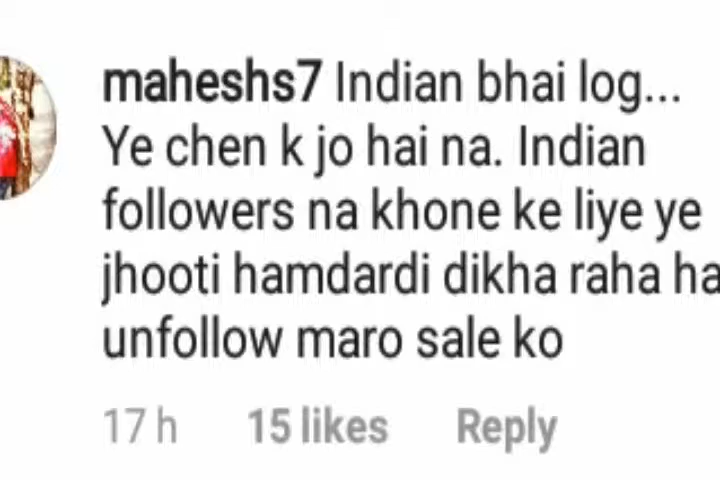 maheshs7 Indian bhai log...
Ye chen k jo hai na. Indian
followers na khone ke liye ye
jhooti hamdardi dikha raha ha
unfollow maro sale ko
17 h 15 likes Reply